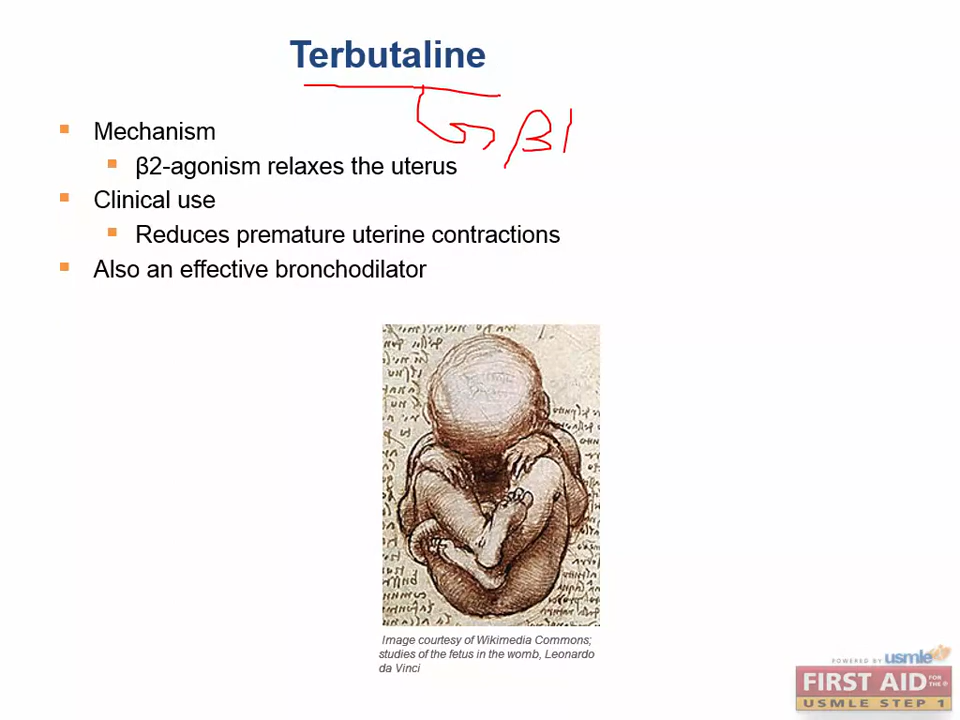 Terbutaline
β1
Mechanism
β2-agonism relaxes the uterus
Clinical use
Reduces premature uterine contractions
Also an effective bronchodilator
Image courtesy of Wikimedia Commons;
studies of the fetus in the womb, Leonardo
da Vinci
POWERED BY usmle
FIRST AID FOR THE®
USMLE STEP 1